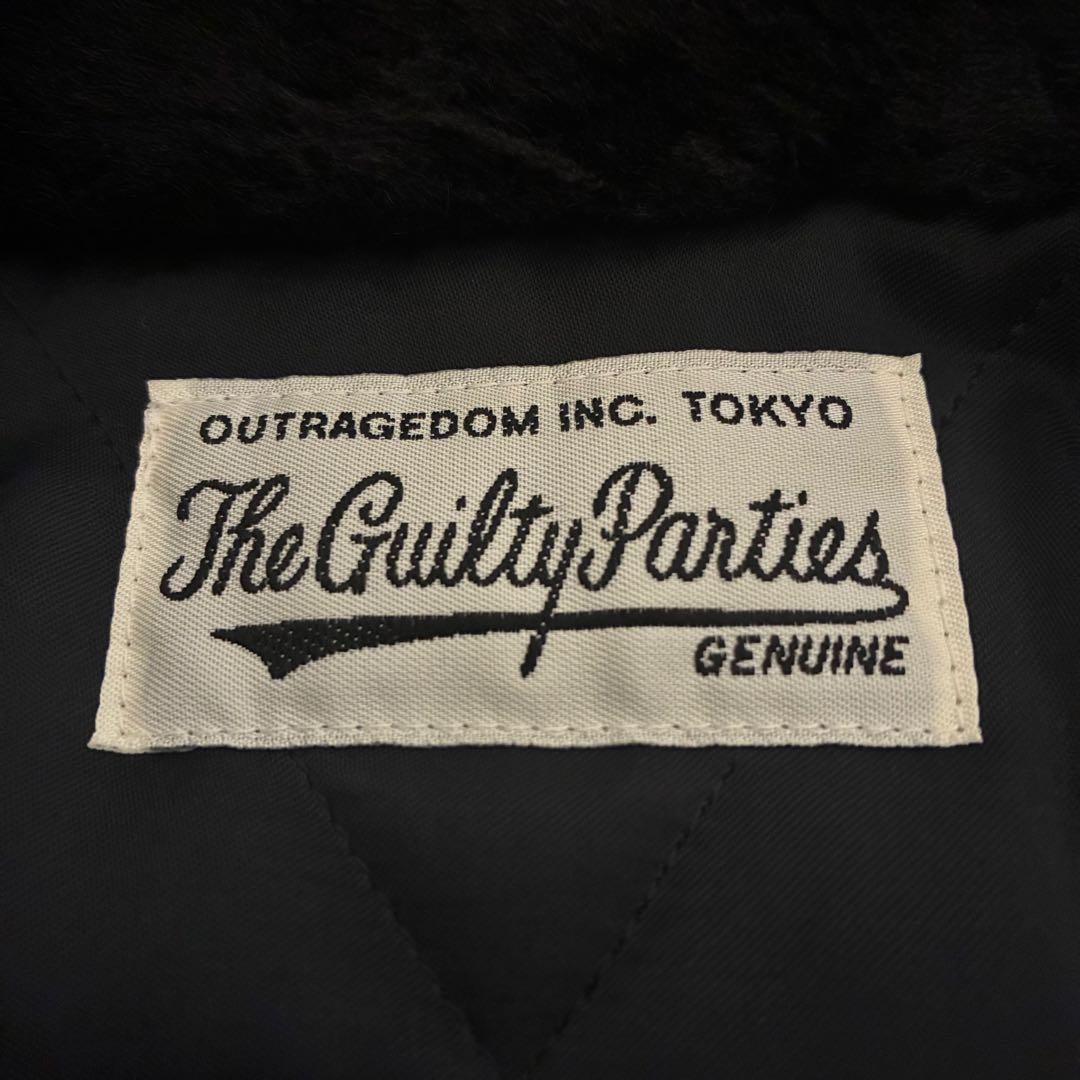 OUTRAGEDOM INC. TOKYO
The Guilty Parties
GENUINE